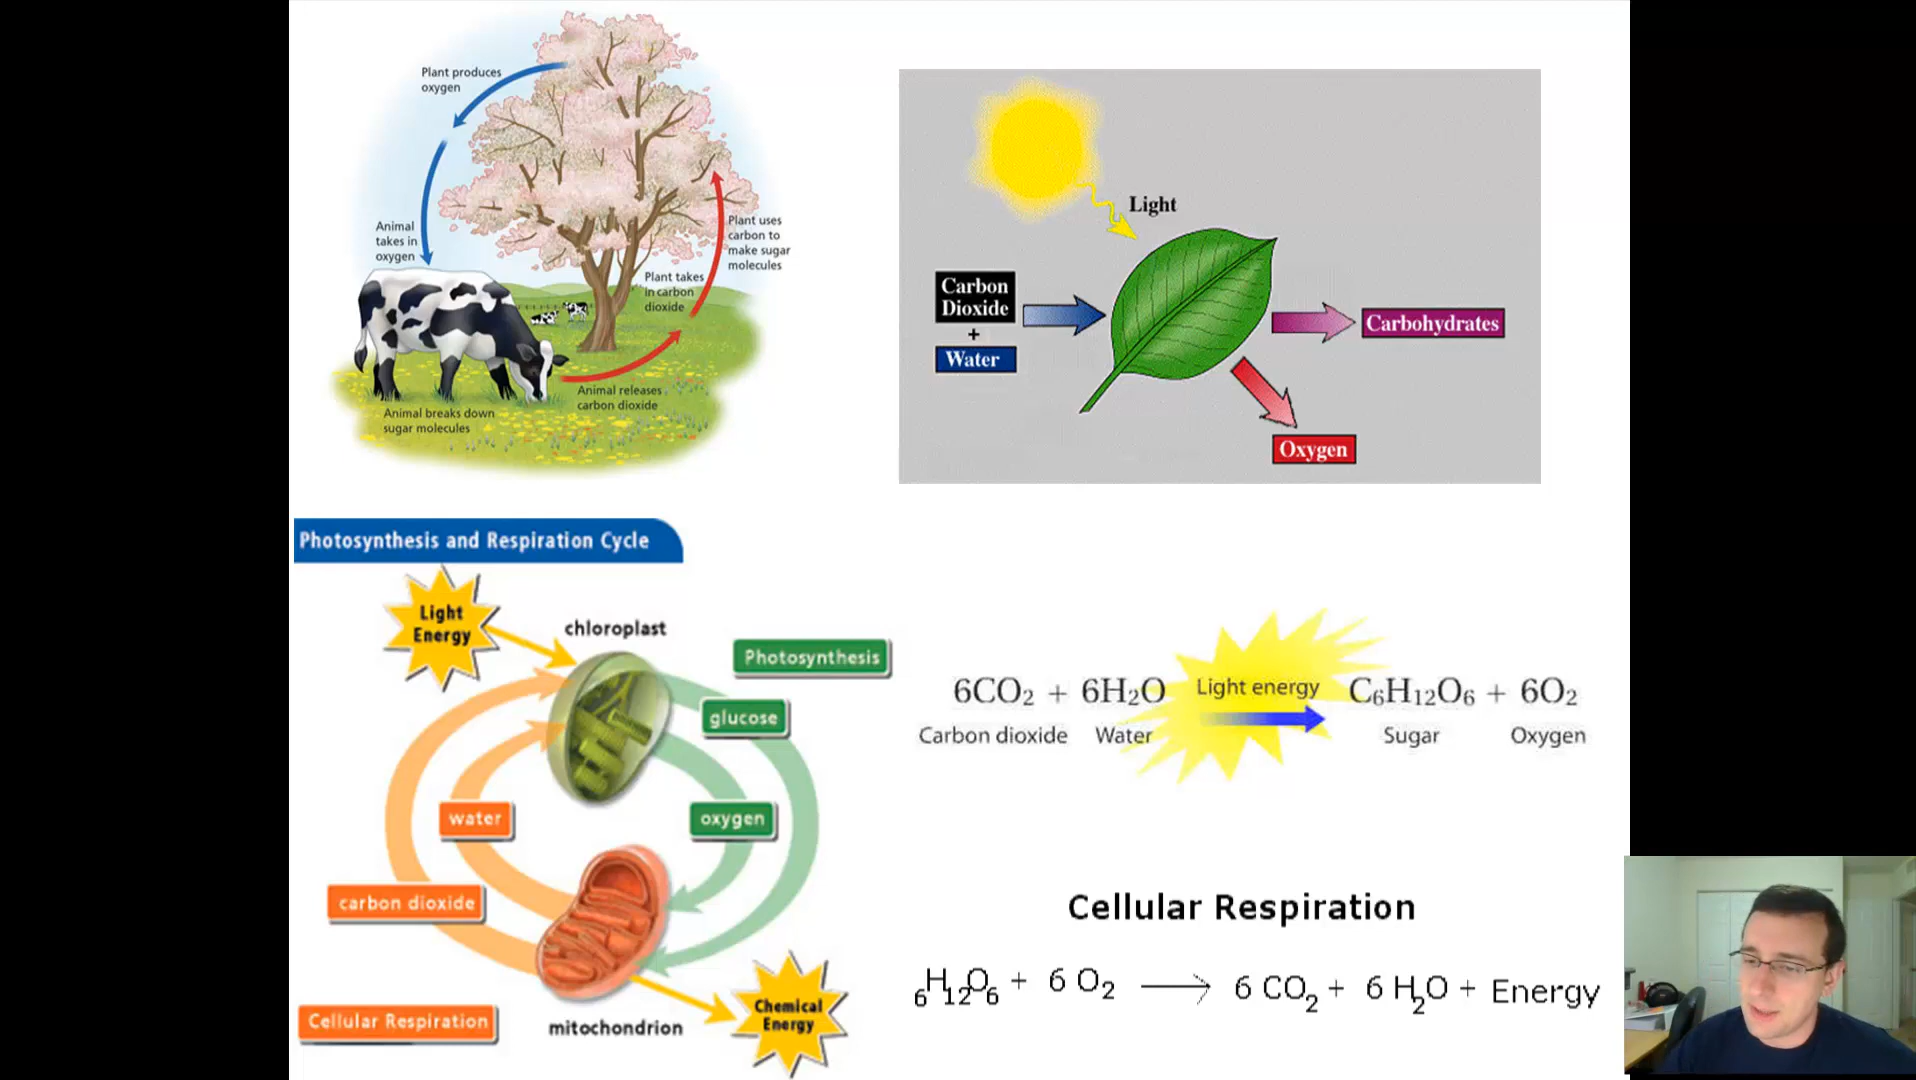 Plant produces
oxygen
Animal
takes in
oxygen
Plant uses
carbon to
make sugar
molecules
Plant takes
in carbon
dioxide
Animal releases
carbon dioxide
Animal breaks down
sugar molecules
Light
Carbon
Dioxide
+
Water
Carbohydrates
Oxygen
Photosynthesis and Respiration Cycle
Light
Energy
chloroplast
Photosynthesis
glucose
water
oxygen
carbon dioxide
Cellular Respiration
mitochondrion
Chemical
Energy
6CO₂ + 6H₂O Light energy C₆H₁₂O₆ + 6O₂
Carbon dioxide Water Sugar Oxygen
Cellular Respiration
₆H₁₂O₆ + 6 O₂ ⟶ 6 CO₂ + 6 H₂O + Energy